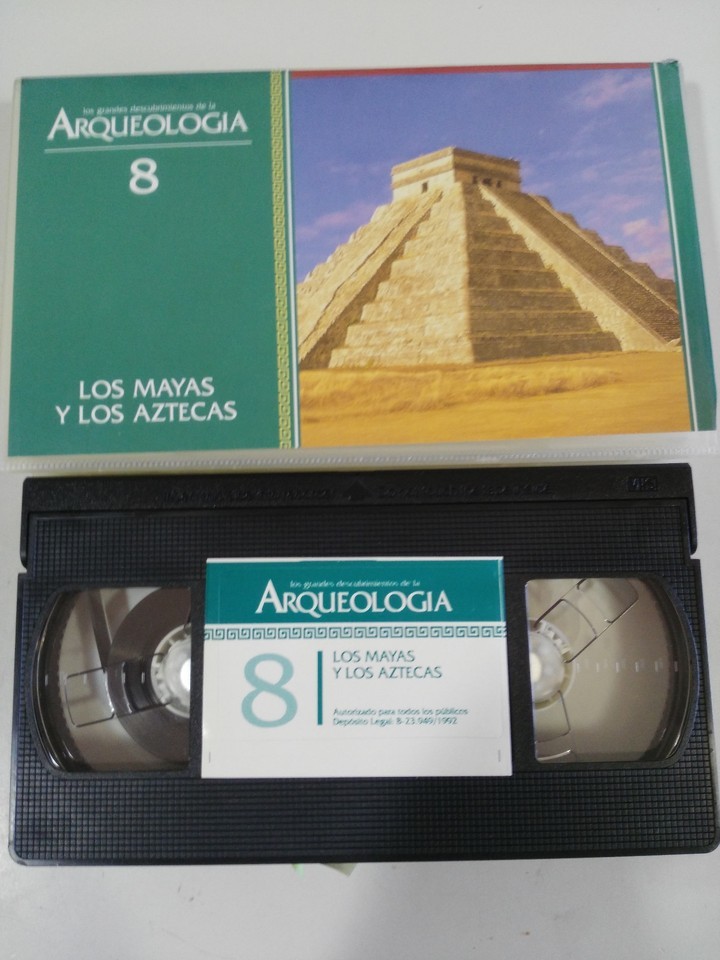 los grandes descubrimientos de la
ARQUEOLOGIA
8
LOS MAYAS
Y LOS AZTECAS
los grandes descubrimientos de la
ARQUEOLOGIA
8
LOS MAYAS
Y LOS AZTECAS
Autorizado para todos los públicos
Depósito Legal: B-23.949/1992